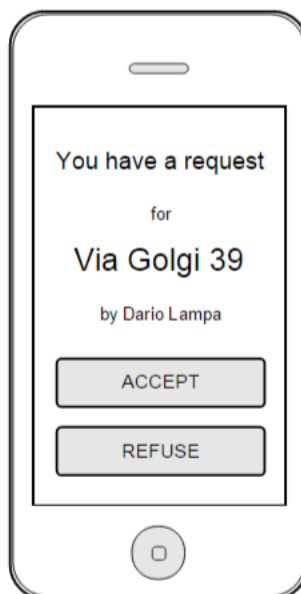 You have a request
for
Via Golgi 39
by Dario Lampa
ACCEPT
REFUSE